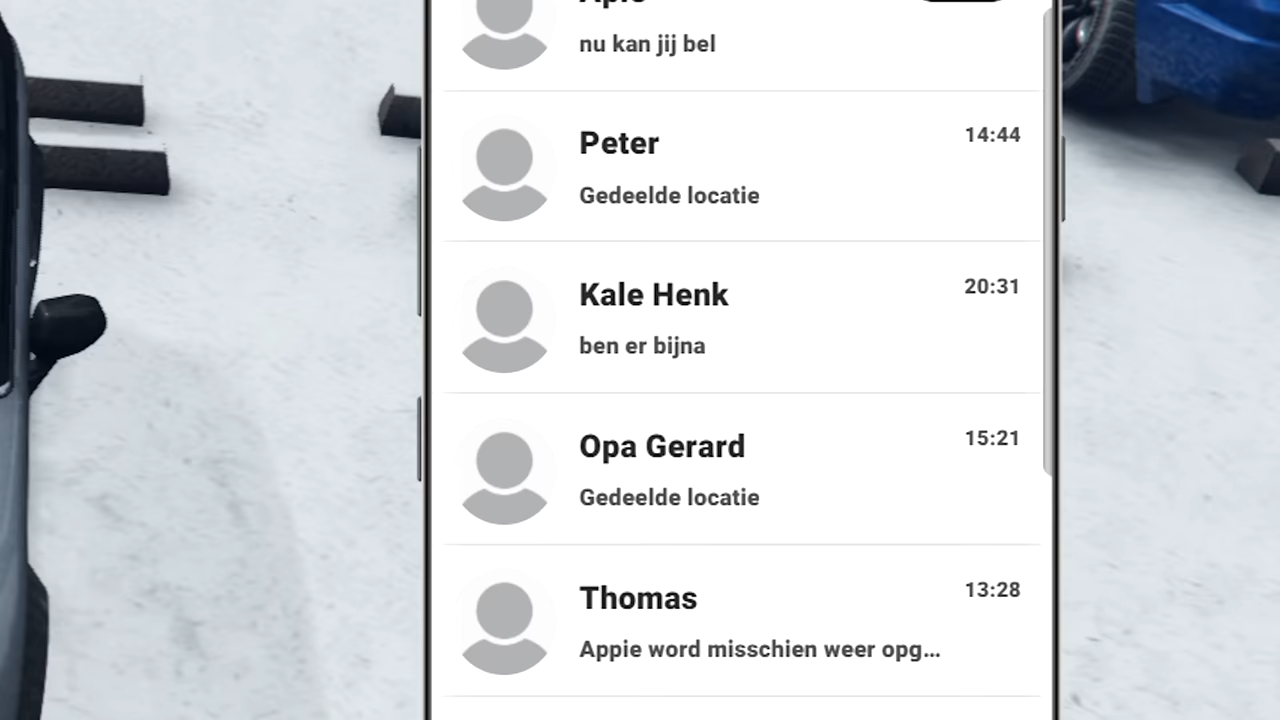 nu kan jij bel
Peter
14:44
Gedeelde locatie
Kale Henk
20:31
ben er bijna
Opa Gerard
15:21
Gedeelde locatie
Thomas
13:28
Appie word misschien weer opg...